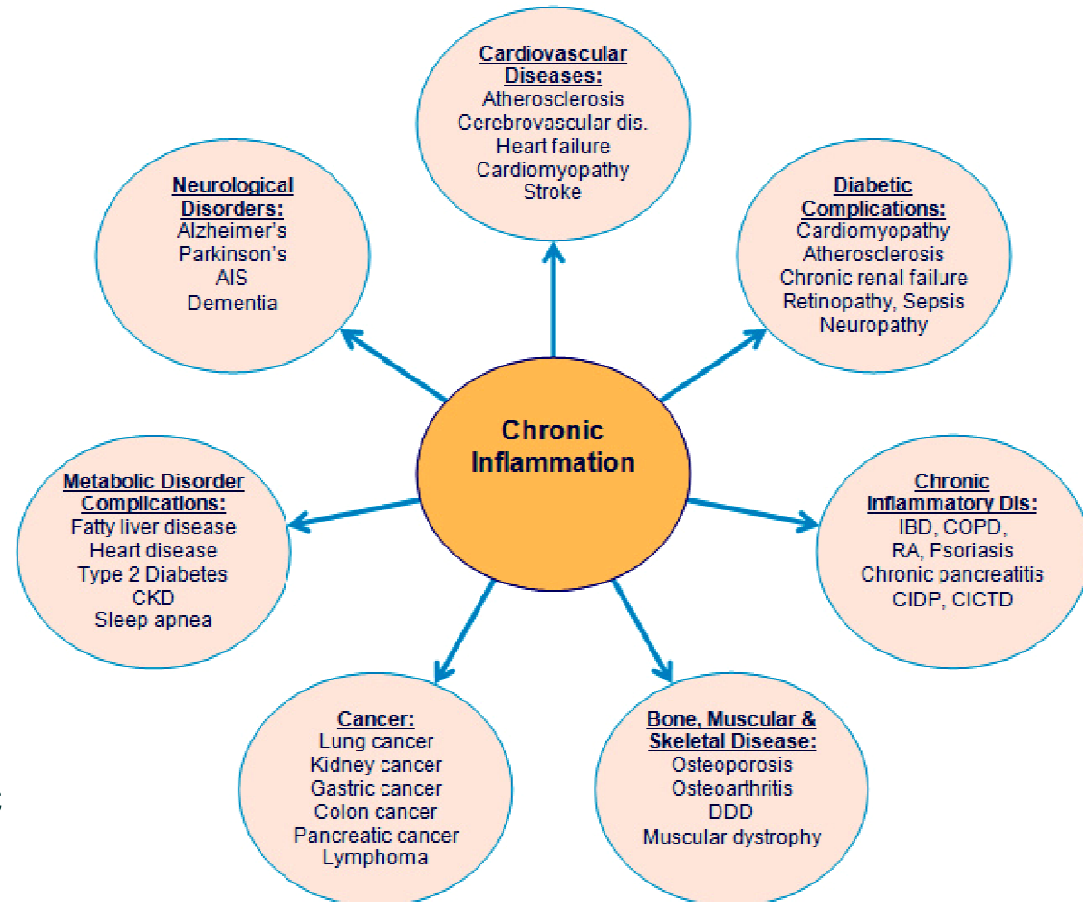 Cardiovascular
Diseases:
Atherosclerosis
Cerebrovascular dis.
Heart failure
Cardiomyopathy
Stroke
Neurological
Disorders:
Alzheimer's
Parkinson's
AIS
Dementia
Diabetic
Complications:
Cardiomyopathy
Atherosclerosis
Chronic renal failure
Retinopathy, Sepsis
Neuropathy
Chronic
Inflammation
Metabolic Disorder
Complications:
Fatty liver disease
Heart disease
Type 2 Diabetes
CKD
Sleep apnea
Chronic
Inflammatory Dis:
IBD, COPD,
RA, Psoriasis
Chronic pancreatitis
CIDP, CICTD
Cancer:
Lung cancer
Kidney cancer
Gastric cancer
Colon cancer
Pancreatic cancer
Lymphoma
Bone, Muscular &
Skeletal Disease:
Osteoporosis
Osteoarthritis
DDD
Muscular dystrophy